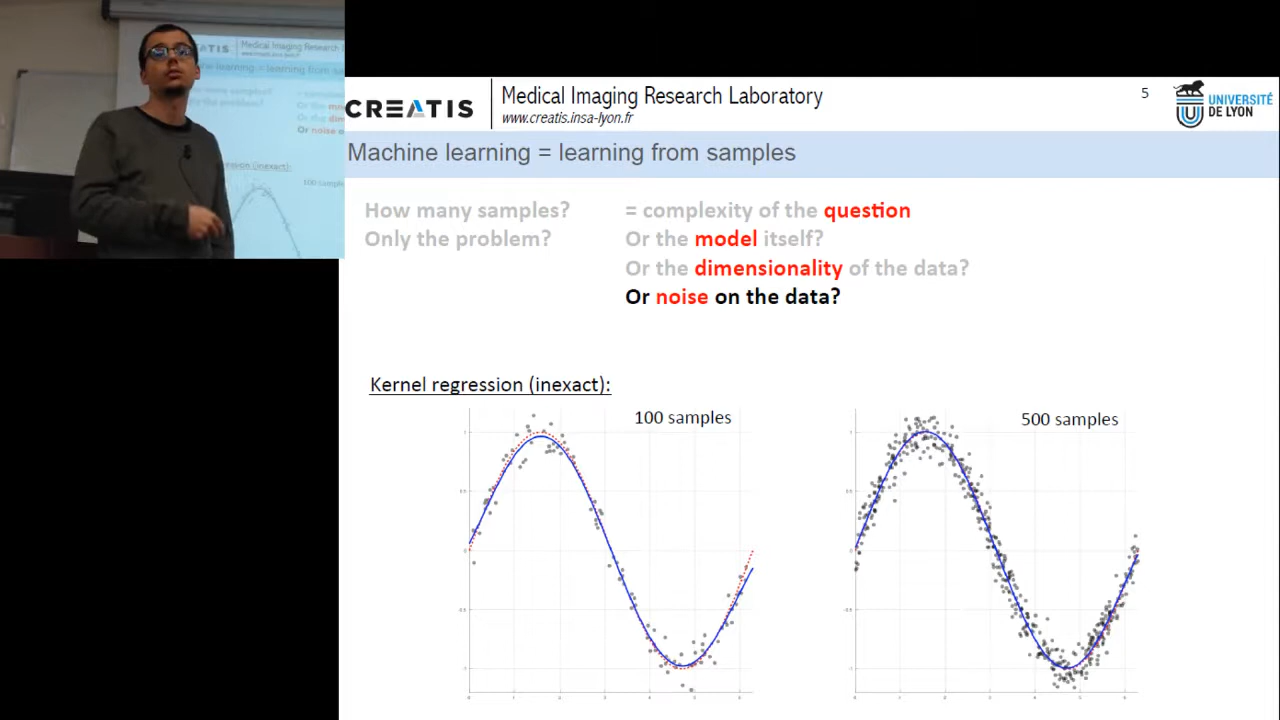 CREATIS
Medical Imaging Research Laboratory
www.creatis.insa-lyon.fr
5
UNIVERSITÉ
DE LYON
Machine learning = learning from samples
How many samples?
= complexity of the question
Only the problem?
Or the model itself?
Or the dimensionality of the data?
Or noise on the data?
Kernel regression (inexact):
100 samples
500 samples